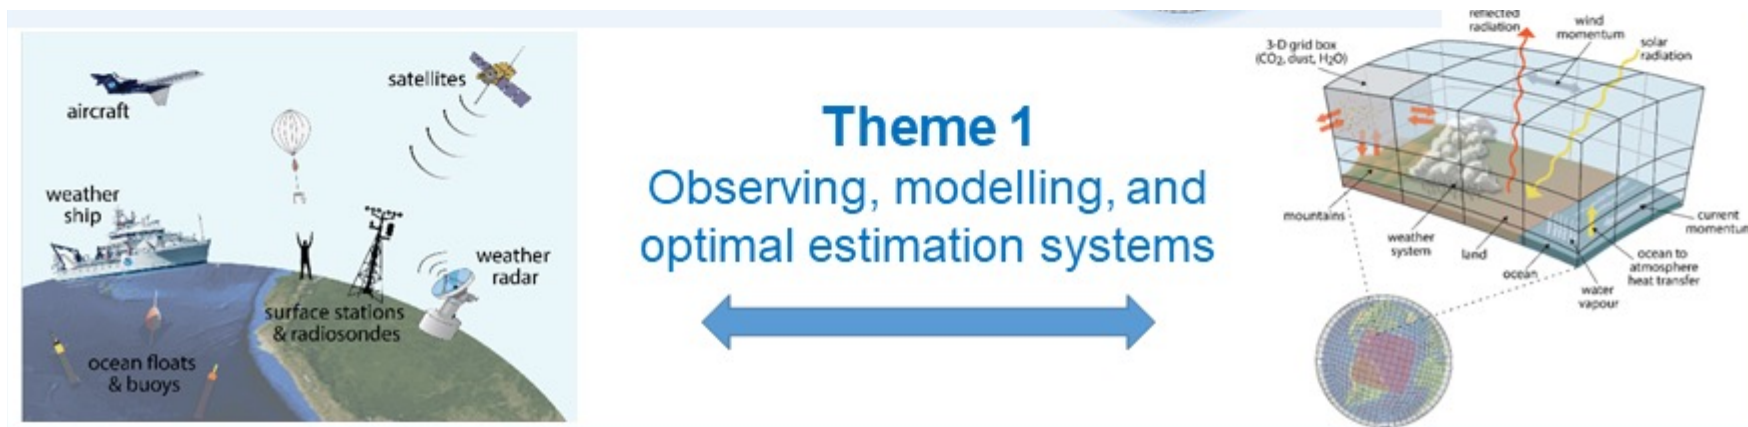 aircraft
satellites
weather
ship
weather
radar
surface stations
& radiosondes
ocean floats
& buoys
Theme 1
Observing, modelling, and
optimal estimation systems
reflected
radiation
wind
momentum
solar
radiation
3-D grid box
(CO₂, dust, H₂O)
mountains
weather
system
land
ocean
water
vapour
ocean to
atmosphere
heat transfer
current
momentum